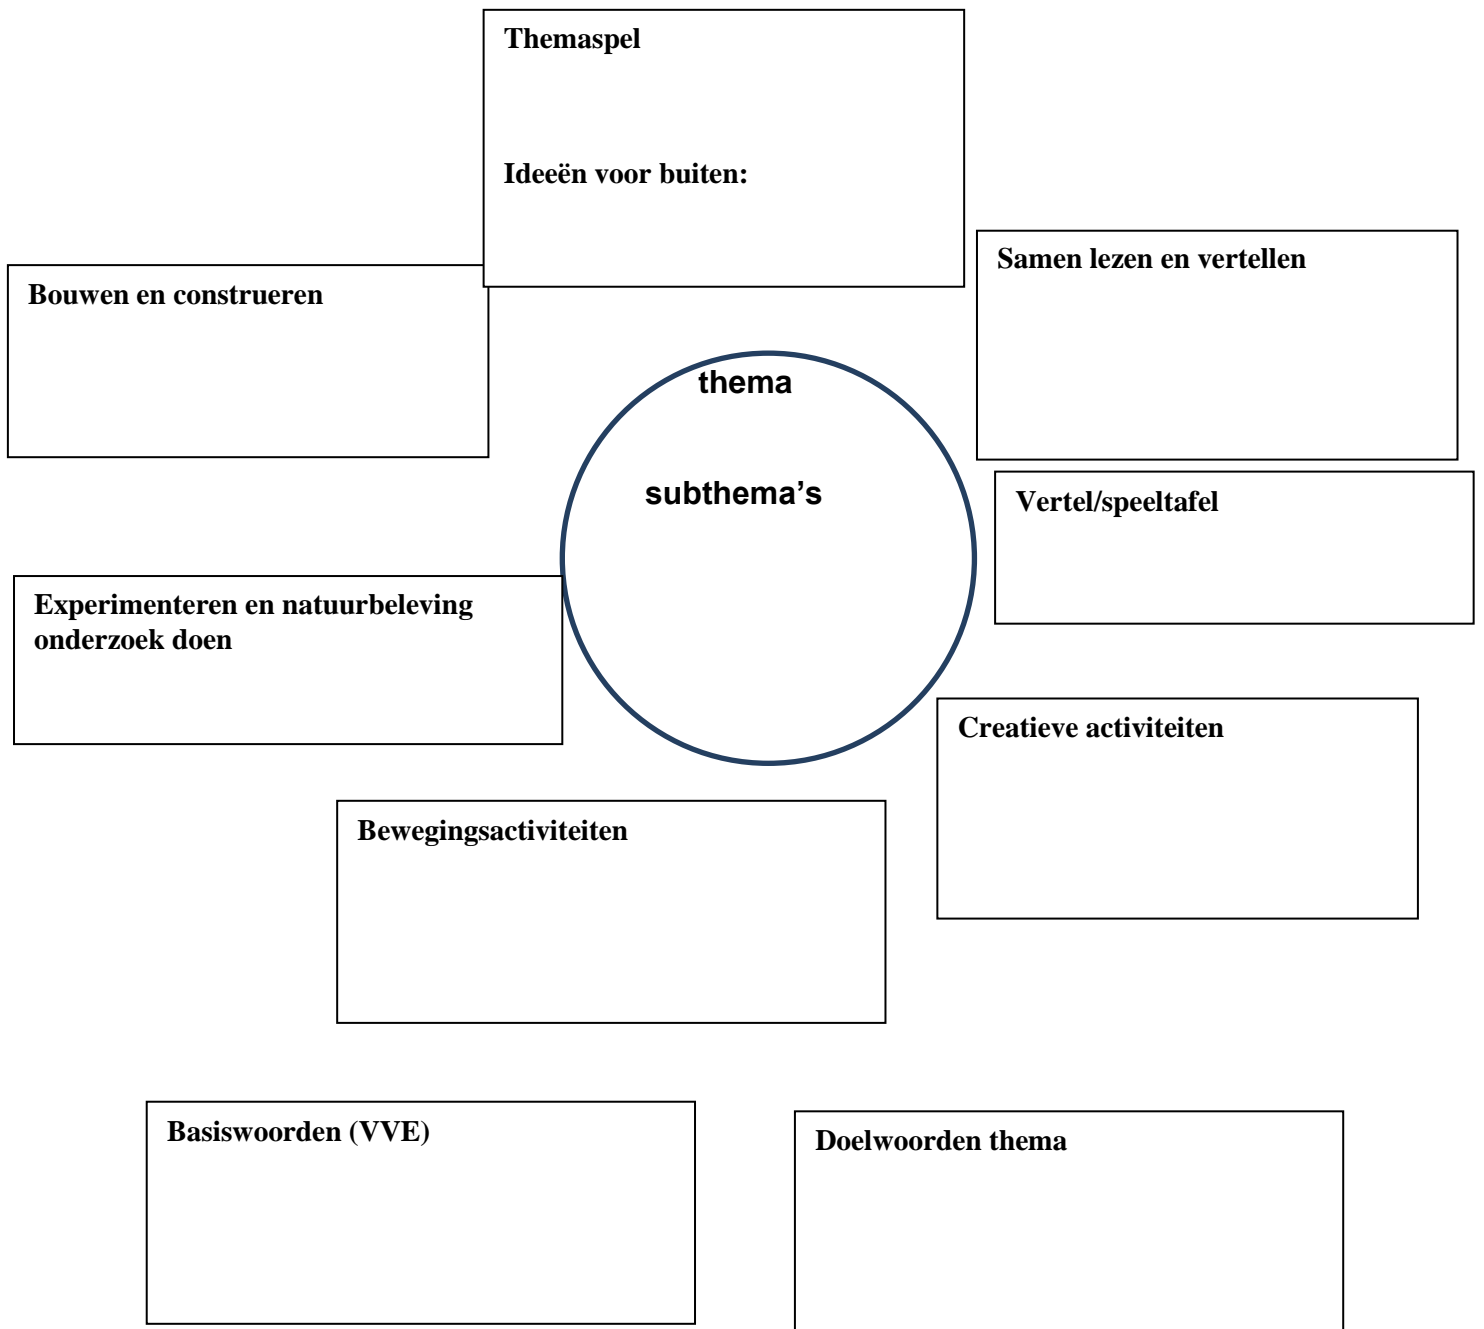 Themaspel
Ideeën voor buiten:
Samen lezen en vertellen
Bouwen en construeren
thema
subthema’s
Vertel/speeltafel
Experimenteren en natuurbeleving
onderzoek doen
Creatieve activiteiten
Bewegingsactiviteiten
Basiswoorden (VVE)
Doelwoorden thema